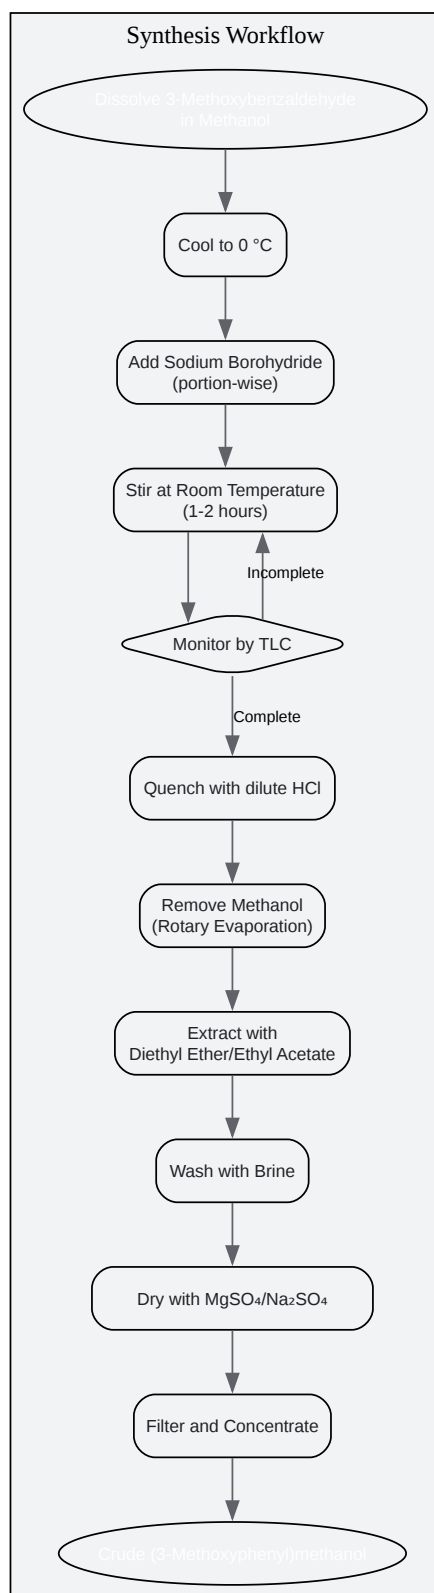 Synthesis Workflow
Dissolve 3-Methoxybenzaldehyde
in Methanol
Cool to 0 °C
Add Sodium Borohydride
(portion-wise)
Stir at Room Temperature
(1-2 hours)
Incomplete
Monitor by TLC
Complete
Quench with dilute HCl
Remove Methanol
(Rotary Evaporation)
Extract with
Diethyl Ether/Ethyl Acetate
Wash with Brine
Dry with MgSO₄/Na₂SO₄
Filter and Concentrate
Crude (3-Methoxyphenyl)methanol